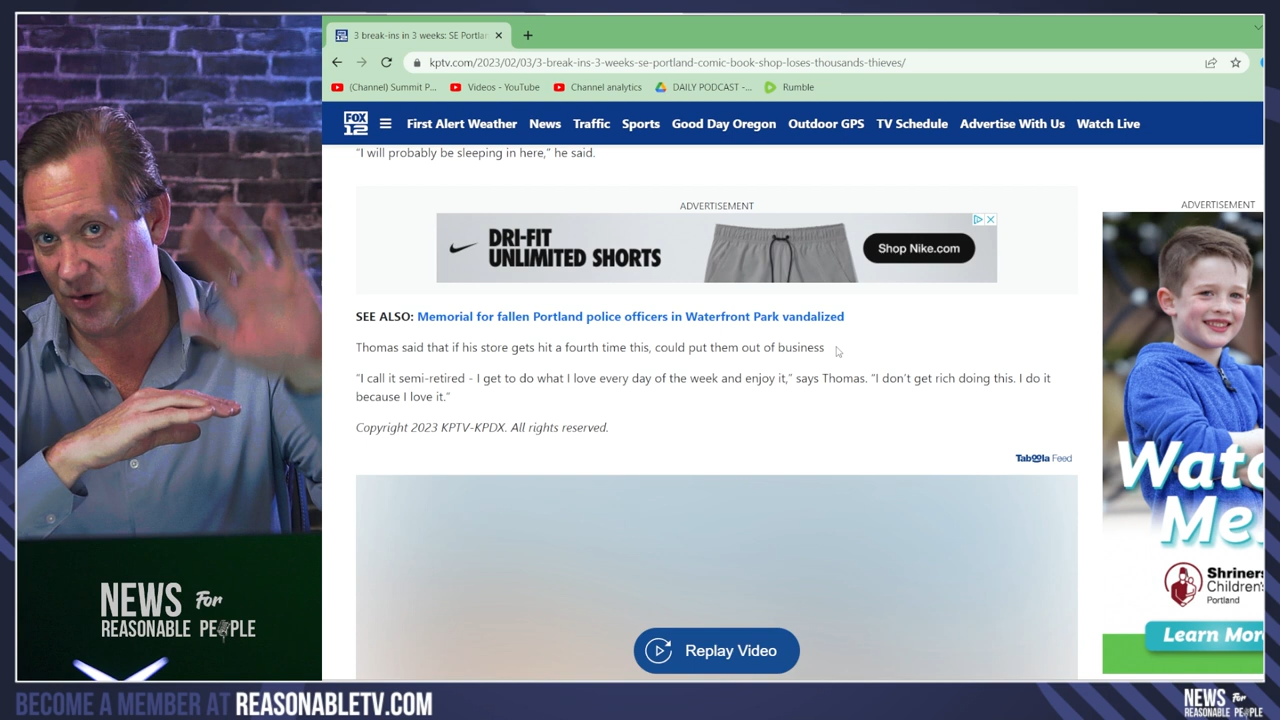 3 break-ins in 3 weeks: SE Portla
kptv.com/2023/02/03/3-break-ins-3-weeks-se-portland-comic-book-shop-loses-thousands-thieves/
(Channel) Summit P... Videos - YouTube Channel analytics DAILY PODCAST -... Rumble
FOX 12 First Alert Weather News Traffic Sports Good Day Oregon Outdoor GPS TV Schedule Advertise With Us Watch Live
“I will probably be sleeping in here,” he said.
ADVERTISEMENT
DRI-FIT
UNLIMITED SHORTS
Shop Nike.com
SEE ALSO: Memorial for fallen Portland police officers in Waterfront Park vandalized
Thomas said that if his store gets hit a fourth time this, could put them out of business
“I call it semi-retired - I get to do what I love every day of the week and enjoy it,” says Thomas. “I don’t get rich doing this. I do it
because I love it.”
Copyright 2023 KPTV-KPDX. All rights reserved.
Taboola Feed
Replay Video
ADVERTISEMENT
Watc
Me.
Shriners
Children's
Portland
Learn Mor
NEWS For
REASONABLE PEOPLE
BECOME A MEMBER AT REASONABLETV.COM
NEWS For
REASONABLE PEOPLE